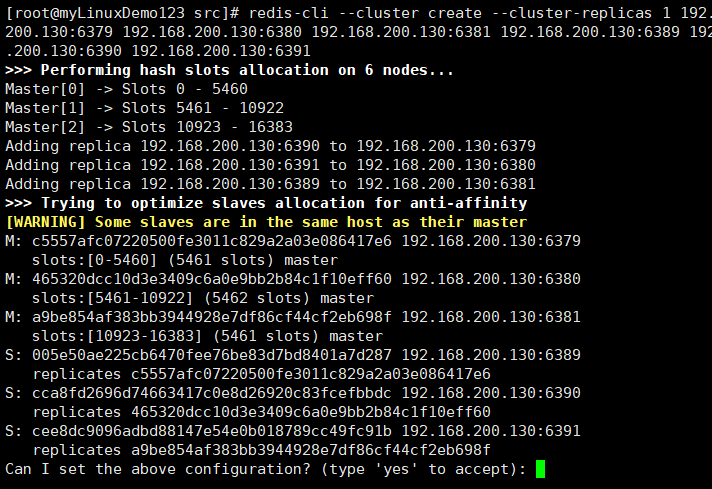 [root@myLinuxDemo123 src]# redis-cli --cluster create --cluster-replicas 1 192.
200.130:6379 192.168.200.130:6380 192.168.200.130:6381 192.168.200.130:6389 192
.200.130:6390 192.168.200.130:6391
>>> Performing hash slots allocation on 6 nodes...
Master[0] -> Slots 0 - 5460
Master[1] -> Slots 5461 - 10922
Master[2] -> Slots 10923 - 16383
Adding replica 192.168.200.130:6390 to 192.168.200.130:6379
Adding replica 192.168.200.130:6391 to 192.168.200.130:6380
Adding replica 192.168.200.130:6389 to 192.168.200.130:6381
>>> Trying to optimize slaves allocation for anti-affinity
[WARNING] Some slaves are in the same host as their master
M: c5557afc07220500fe3011c829a2a03e086417e6 192.168.200.130:6379
   slots:[0-5460] (5461 slots) master
M: 465320dcc10d3e3409c6a0e9bb2b84c1f10eff60 192.168.200.130:6380
   slots:[5461-10922] (5462 slots) master
M: a9be854af383bb3944928e7df86cf44cf2eb698f 192.168.200.130:6381
   slots:[10923-16383] (5461 slots) master
S: 005e50ae225cb6470fee76be83d7bd8401a7d287 192.168.200.130:6389
   replicates c5557afc07220500fe3011c829a2a03e086417e6
S: cca8fd2696d74663417c0e8d26920c83fcefbbdc 192.168.200.130:6390
   replicates 465320dcc10d3e3409c6a0e9bb2b84c1f10eff60
S: cee8dc9096adbd88147e54e0b018789cc49fc91b 192.168.200.130:6391
   replicates a9be854af383bb3944928e7df86cf44cf2eb698f
Can I set the above configuration? (type 'yes' to accept):